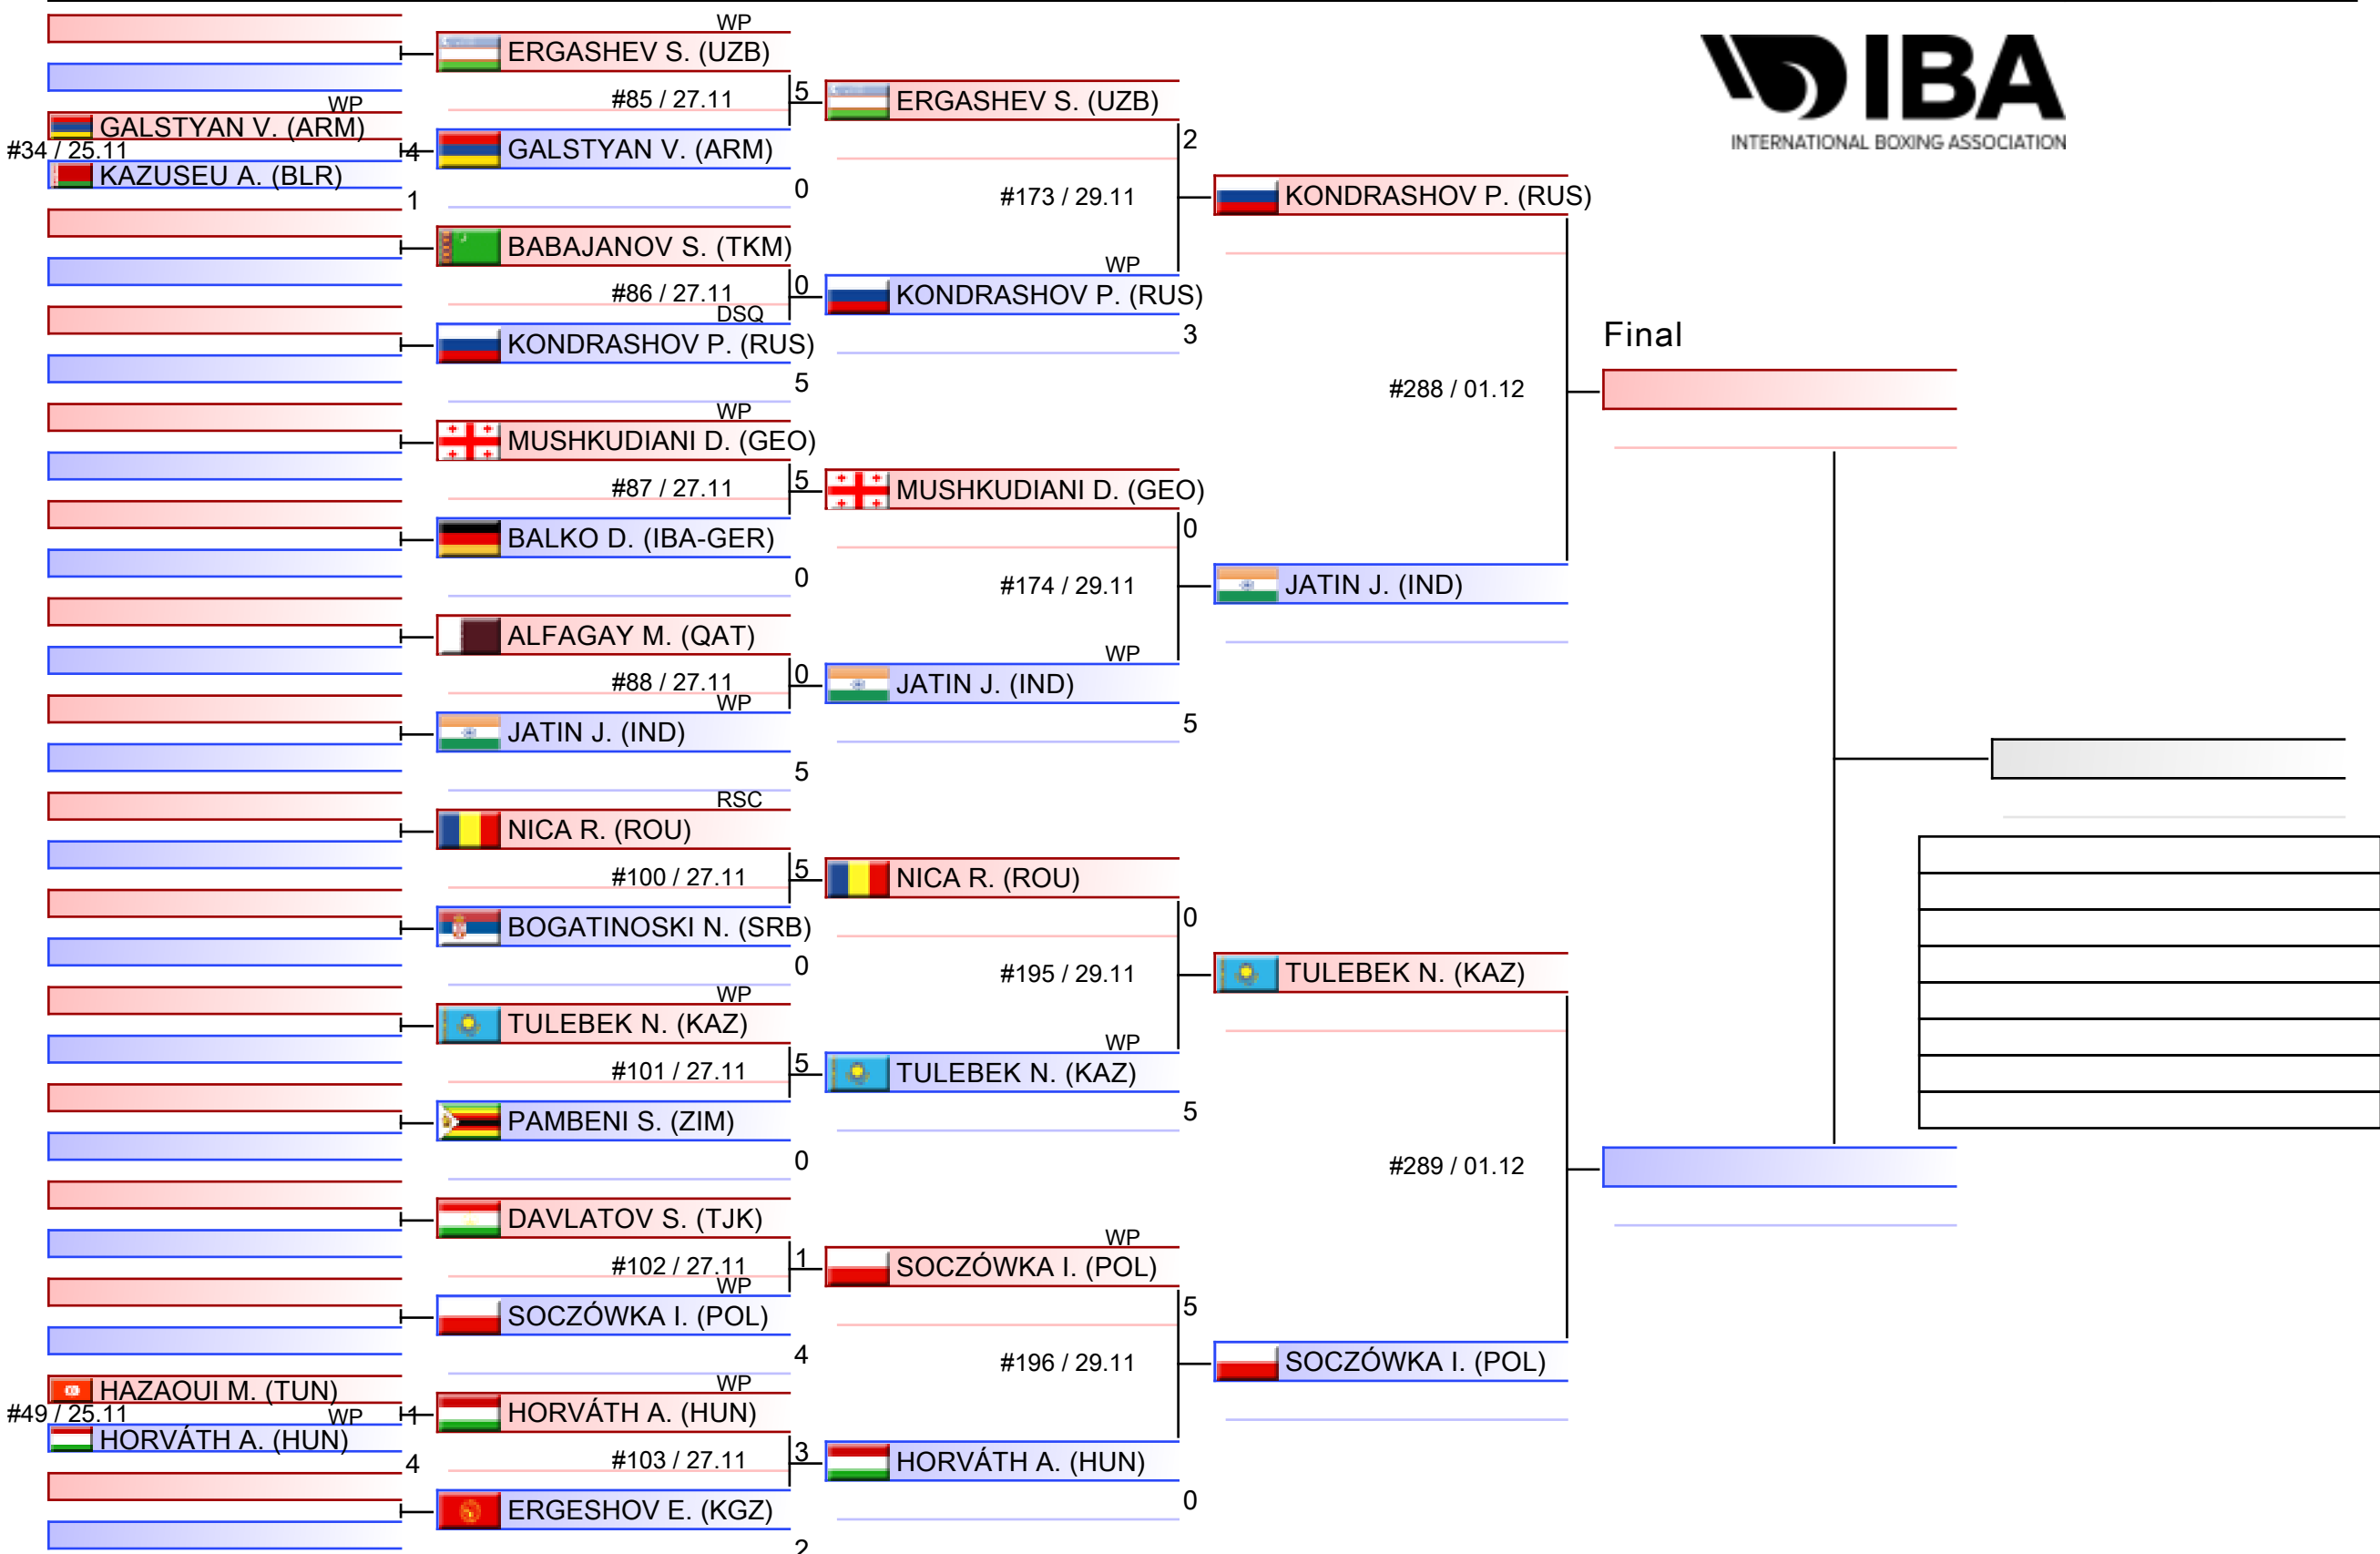 IBA
INTERNATIONAL BOXING ASSOCIATION
WP
GALSTYAN V. (ARM)
#34 / 25.11
4
KAZUSEU A. (BLR)
1
HAZAOUI M. (TUN)
#49 / 25.11
WP
1
HORVÁTH A. (HUN)
4
WP
ERGASHEV S. (UZB)
#85 / 27.11
5
GALSTYAN V. (ARM)
0
BABAJANOV S. (TKM)
#86 / 27.11
0
DSQ
KONDRASHOV P. (RUS)
5
WP
MUSHKUDIANI D. (GEO)
#87 / 27.11
5
BALKO D. (IBA-GER)
0
ALFAGAY M. (QAT)
#88 / 27.11
0
WP
JATIN J. (IND)
5
RSC
NICA R. (ROU)
#100 / 27.11
5
BOGATINOSKI N. (SRB)
0
WP
TULEBEK N. (KAZ)
#101 / 27.11
5
PAMBENI S. (ZIM)
0
DAVLATOV S. (TJK)
#102 / 27.11
1
WP
SOCZÓWKA I. (POL)
4
WP
HORVÁTH A. (HUN)
#103 / 27.11
3
ERGESHOV E. (KGZ)
2
ERGASHEV S. (UZB)
2
#173 / 29.11
WP
KONDRASHOV P. (RUS)
3
MUSHKUDIANI D. (GEO)
0
#174 / 29.11
WP
JATIN J. (IND)
5
NICA R. (ROU)
0
#195 / 29.11
WP
TULEBEK N. (KAZ)
5
WP
SOCZÓWKA I. (POL)
5
#196 / 29.11
HORVÁTH A. (HUN)
0
KONDRASHOV P. (RUS)
#288 / 01.12
JATIN J. (IND)
TULEBEK N. (KAZ)
#289 / 01.12
SOCZÓWKA I. (POL)
Final